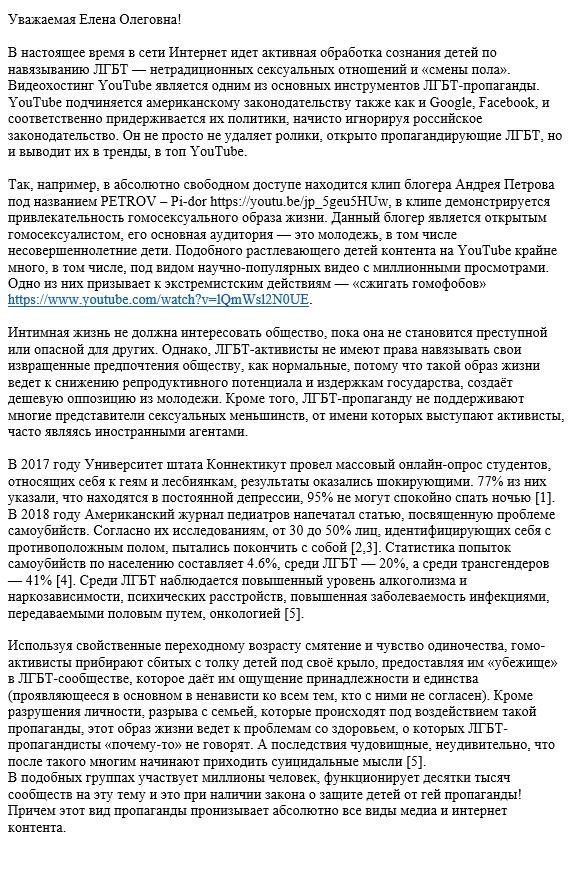 Уважаемая Елена Олеговна!
В настоящее время в сети Интернет идет активная обработка сознания детей по
навязыванию ЛГБТ — нетрадиционных сексуальных отношений и «смены пола».
Видеохостинг YouTube является одним из основных инструментов ЛГБТ-пропаганды.
YouTube подчиняется американскому законодательству также как и Google, Facebook, и
соответственно придерживается их политики, начисто игнорируя российское
законодательство. Он не просто не удаляет ролики, открыто пропагандирующие ЛГБТ, но
и выводит их в тренды, в топ YouTube.
Так, например, в абсолютно свободном доступе находится клип блогера Андрея Петрова
под названием PETROV – Pi-dor https://youtu.be/jp_5geu5HUw, в клипе демонстрируется
привлекательность гомосексуального образа жизни. Данный блогер является открытым
гомосексуалистом, его основная аудитория — это молодежь, в том числе
несовершеннолетние дети. Подобного растлевающего детей контента на YouTube крайне
много, в том числе, под видом научно-популярных видео с миллионными просмотрами.
Одно из них призывает к экстремистским действиям — «сжигать гомофобов»
https://www.youtube.com/watch?v=lQmWsl2N0UE.
Интимная жизнь не должна интересовать общество, пока она не становится преступной
или опасной для других. Однако, ЛГБТ-активисты не имеют права навязывать свои
извращенные предпочтения обществу, как нормальные, потому что такой образ жизни
ведет к снижению репродуктивного потенциала и издержкам государства, создаёт
дешевую оппозицию из молодежи. Кроме того, ЛГБТ-пропаганду не поддерживают
многие представители сексуальных меньшинств, от имени которых выступают активисты,
часто являясь иностранными агентами.
В 2017 году Университет штата Коннектикут провел массовый онлайн-опрос студентов,
относящих себя к геям и лесбиянкам, результаты оказались шокирующими. 77% из них
указали, что находятся в постоянной депрессии, 95% не могут спокойно спать ночью [1].
В 2018 году Американский журнал педиатров напечатал статью, посвященную проблеме
самоубийств. Согласно их исследованиям, от 30 до 50% лиц, идентифицирующих себя с
противоположным полом, пытались покончить с собой [2,3]. Статистика попыток
самоубийств по населению составляет 4.6%, среди ЛГБТ — 20%, а среди трансгендеров
— 41% [4]. Среди ЛГБТ наблюдается повышенный уровень алкоголизма и
наркозависимости, психических расстройств, повышенная заболеваемость инфекциями,
передаваемыми половым путем, онкологией [5].
Используя свойственные переходному возрасту смятение и чувство одиночества, гомо-
активисты прибирают сбитых с толку детей под своё крыло, предоставляя им «убежище»
в ЛГБТ-сообществе, которое даёт им ощущение принадлежности и единства
(проявляющееся в основном в ненависти ко всем тем, кто с ними не согласен). Кроме
разрушения личности, разрыва с семьей, которые происходят под воздействием такой
пропаганды, этот образ жизни ведет к проблемам со здоровьем, о которых ЛГБТ-
пропагандисты «почему-то» не говорят. А последствия чудовищные, неудивительно, что
после такого многим начинают приходить суицидальные мысли [5].
В подобных группах участвует миллионы человек, функционирует десятки тысяч
сообществ на эту тему и это при наличии закона о защите детей от гей пропаганды!
Причем этот вид пропаганды пронизывает абсолютно все виды медиа и интернет
контента.